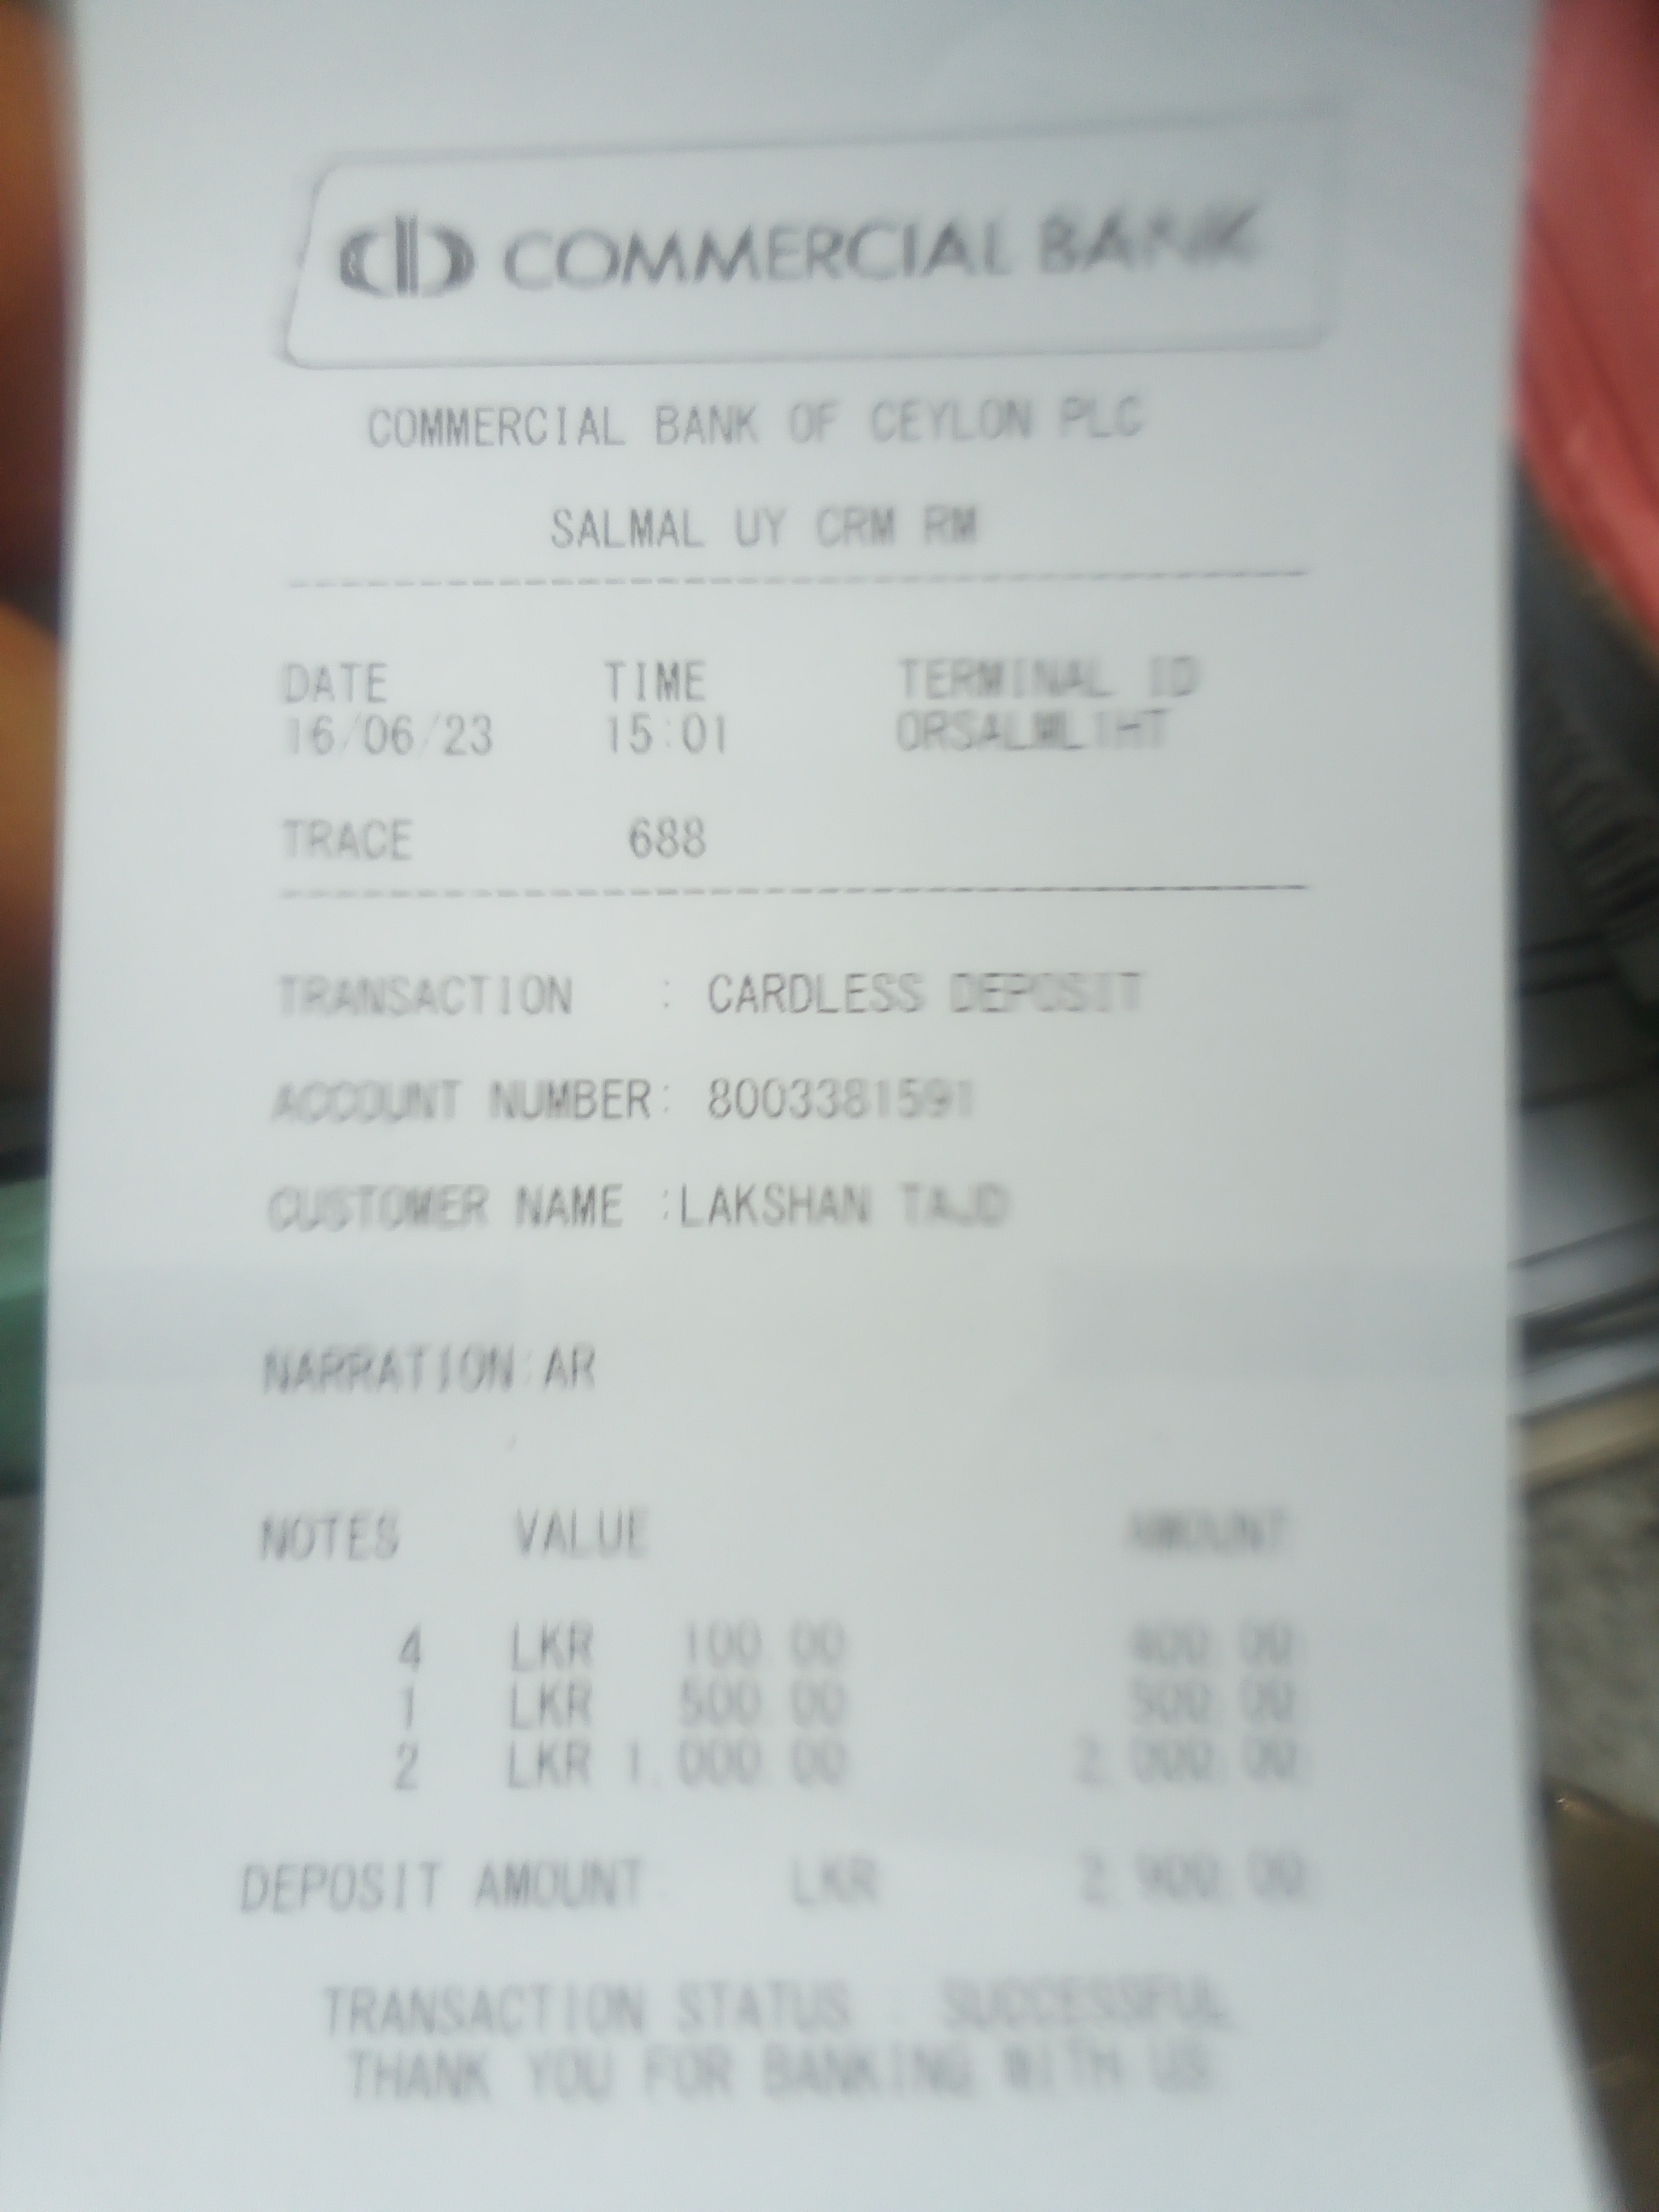 COMMERCIAL BANK
COMMERCIAL BANK OF CEYLON PLC
SALMAL UY CRM RM
DATE TIME TERMINAL ID
16/06/23 15:01
TRACE 688
TRANSACTION : CARDLESS DEPOSIT
ACCOUNT NUMBER: 8003381591
CUSTOMER NAME :LAKSHAN TAJD
NARRATION:AR
NOTES VALUE AMOUNT
4 LKR 100.00 400.00
1 LKR 500.00 500.00
2 LKR 1,000.00 2,000.00
DEPOSIT AMOUNT LKR 2,900.00
TRANSACTION STATUS : SUCCESSFUL
THANK YOU FOR BANKING WITH US